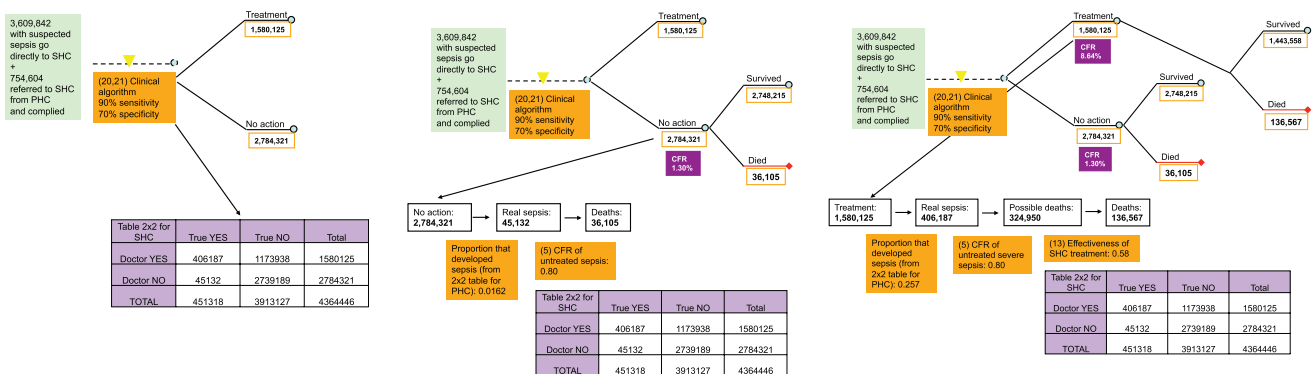 3,609,842
with suspected
sepsis go
directly to SHC
+
754,604
referred to SHC
from PHC
and complied
(20,21) Clinical
algorithm
90% sensitivity
70% specificity
Treatment
1,580,125
No action
2,784,321
Table 2x2 for SHC | True YES | True NO | Total
Doctor YES | 406187 | 1173938 | 1580125
Doctor NO | 45132 | 2739189 | 2784321
TOTAL | 451318 | 3913127 | 4364446
3,609,842
with suspected
sepsis go
directly to SHC
+
754,604
referred to SHC
from PHC
and complied
(20,21) Clinical
algorithm
90% sensitivity
70% specificity
Treatment
1,580,125
No action
2,784,321
CFR
1.30%
Survived
2,748,215
Died
36,105
No action:
2,784,321
Real sepsis:
45,132
Deaths:
36,105
Proportion that
developed
sepsis (from
2x2 table for
PHC): 0.0162
(5) CFR of
untreated sepsis:
0.80
Table 2x2 for SHC | True YES | True NO | Total
Doctor YES | 406187 | 1173938 | 1580125
Doctor NO | 45132 | 2739189 | 2784321
TOTAL | 451318 | 3913127 | 4364446
3,609,842
with suspected
sepsis go
directly to SHC
+
754,604
referred to SHC
from PHC
and complied
(20,21) Clinical
algorithm
90% sensitivity
70% specificity
Treatment
1,580,125
CFR
8.64%
Survived
1,443,558
Died
136,567
No action
2,784,321
CFR
1.30%
Survived
2,748,215
Died
36,105
Treatment:
1,580,125
Real sepsis:
406,187
Possible deaths:
324,950
Deaths:
136,567
Proportion that
developed
sepsis (from
2x2 table for
PHC): 0.257
(5) CFR of
untreated severe
sepsis: 0.80
(13) Effectiveness of
SHC treatment: 0.58
Table 2x2 for SHC | True YES | True NO | Total
Doctor YES | 406187 | 1173938 | 1580125
Doctor NO | 45132 | 2739189 | 2784321
TOTAL | 451318 | 3913127 | 4364446